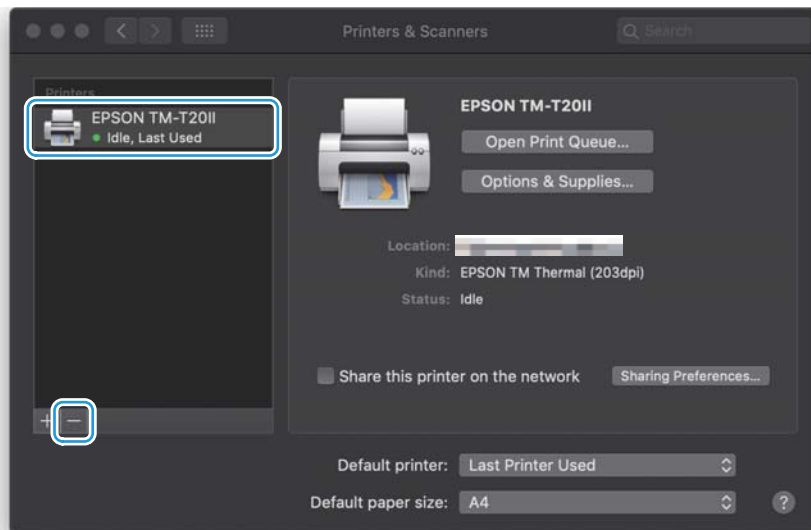 Printers & Scanners
Search
Printers
EPSON TM-T20II
Idle, Last Used
EPSON TM-T20II
Open Print Queue...
Options & Supplies...
Location:
Kind: EPSON TM Thermal (203dpi)
Status: Idle
Share this printer on the network
Sharing Preferences...
Default printer: Last Printer Used
Default paper size: A4
?